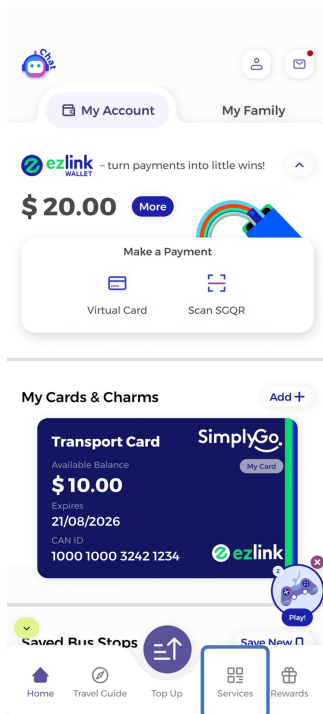 Chat
My Account My Family
ezlink WALLET – turn payments into little wins!
$ 20.00 More
Make a Payment
Virtual Card Scan SGQR
My Cards & Charms Add +
Transport Card SimplyGo.
Available Balance My Card
$ 10.00
Expires
21/08/2026
CAN ID
1000 1000 3242 1234 ezlink
2
Play!
Saved Bus Stops Save New
Home Travel Guide Top Up Services Rewards